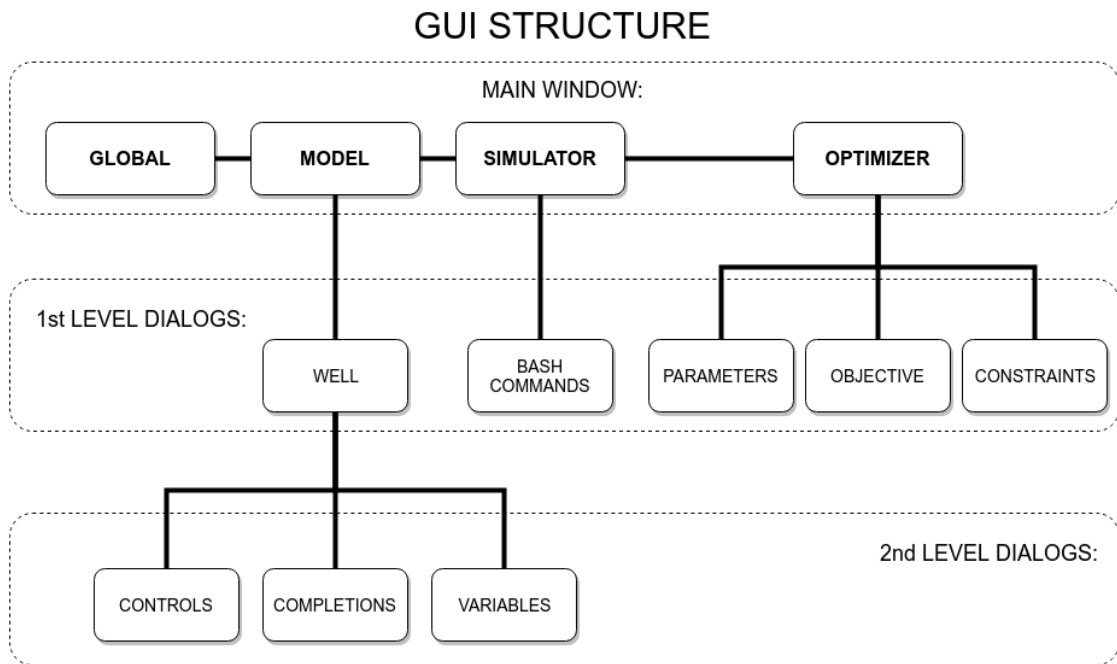 GUI STRUCTURE
MAIN WINDOW:
GLOBAL
MODEL
SIMULATOR
OPTIMIZER
1st LEVEL DIALOGS:
WELL
BASH
COMMANDS
PARAMETERS
OBJECTIVE
CONSTRAINTS
2nd LEVEL DIALOGS:
CONTROLS
COMPLETIONS
VARIABLES